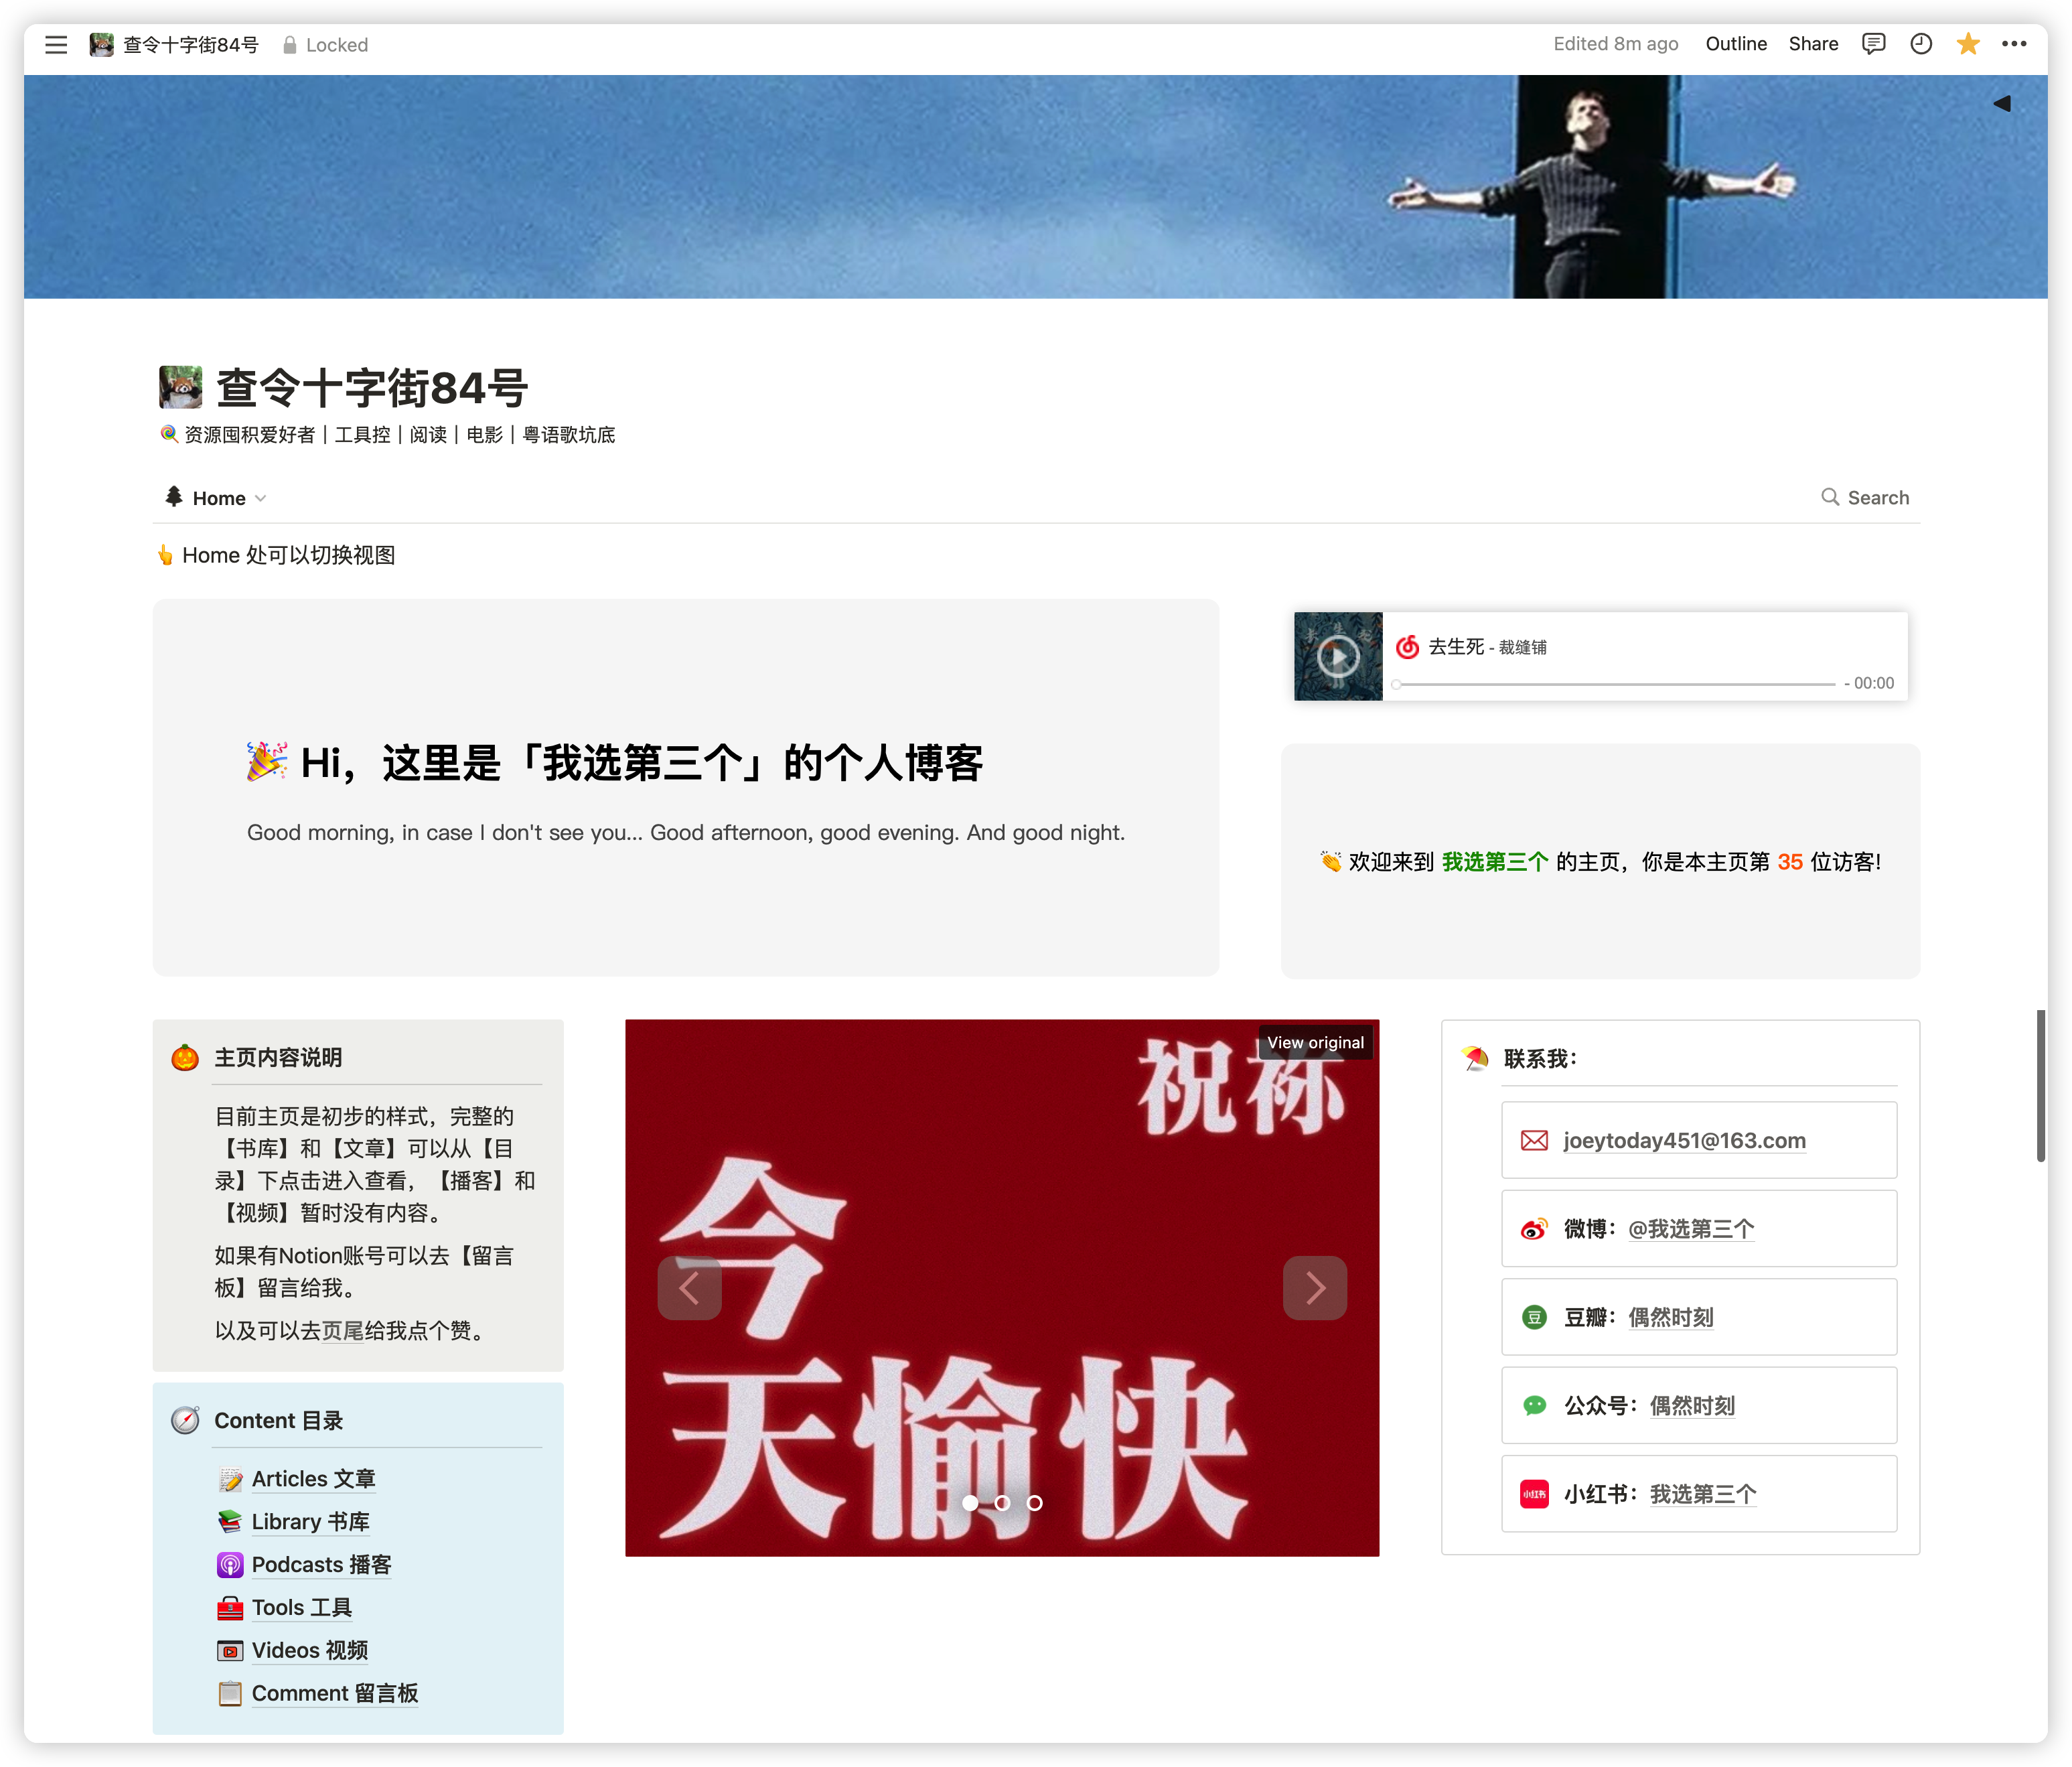 查令十字街84号 Locked Edited 8m ago Outline Share
查令十字街84号
资源囤积爱好者｜工具控｜阅读｜电影｜粤语歌坑底
Home Search
👆 Home 处可以切换视图
去生死 - 裁缝铺
- 00:00
🎉 Hi，这里是「我选第三个」的个人博客
Good morning, in case I don't see you... Good afternoon, good evening. And good night.
👏 欢迎来到 我选第三个 的主页，你是本主页第 35 位访客!
主页内容说明
目前主页是初步的样式，完整的
【书库】和【文章】可以从【目
录】下点击进入查看，【播客】和
【视频】暂时没有内容。
如果有Notion账号可以去【留言
板】留言给我。
以及可以去页尾给我点个赞。
Content 目录
Articles 文章
Library 书库
Podcasts 播客
Tools 工具
Videos 视频
Comment 留言板
View original
祝祢
今
天愉快
联系我：
joeytoday451@163.com
微博：@我选第三个
豆瓣：偶然时刻
公众号：偶然时刻
小红书：我选第三个